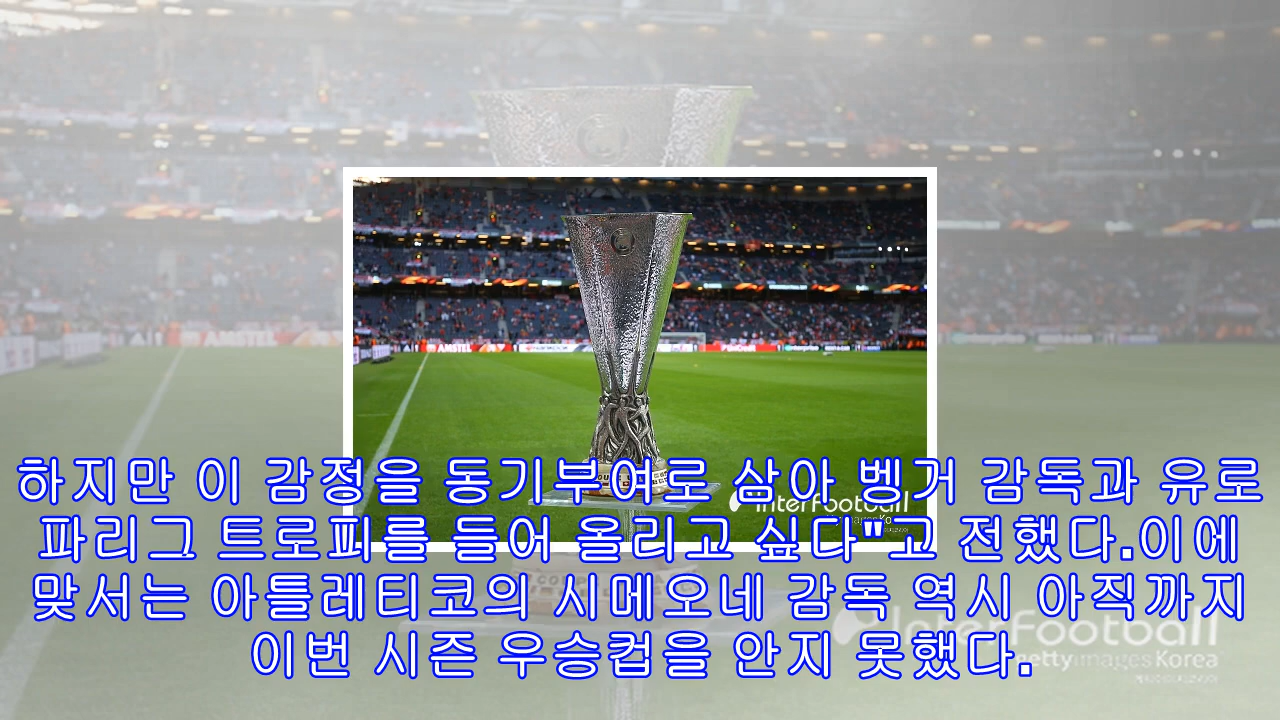 AMSTEL
하지만 이 감정을 동기부여로 삼아 벵거 감독과 유로
파리그 트로피를 들어 올리고 싶다"고 전했다.이에
맞서는 아틀레티코의 시메오네 감독 역시 아직까지
이번 시즌 우승컵을 안지 못했다.
InterFootball
gettyimages Korea